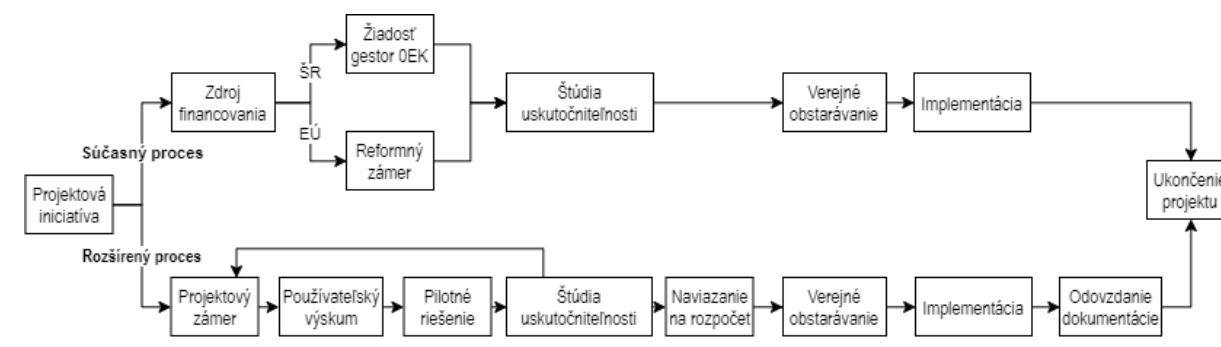 Žiadosť
gestor 0EK
ŠR
Zdroj
financovania
Štúdia
uskutočniteľnosti
Verejné
obstarávanie
Implementácia
EÚ
Reformný
zámer
Súčasný proces
Projektová
iniciatíva
Ukončenie
projektu
Rozšírený proces
Projektový
zámer
Používateľský
výskum
Pilotné
riešenie
Štúdia
uskutočniteľnosti
Naviazanie
na rozpočet
Verejné
obstarávanie
Implementácia
Odovzdanie
dokumentácie